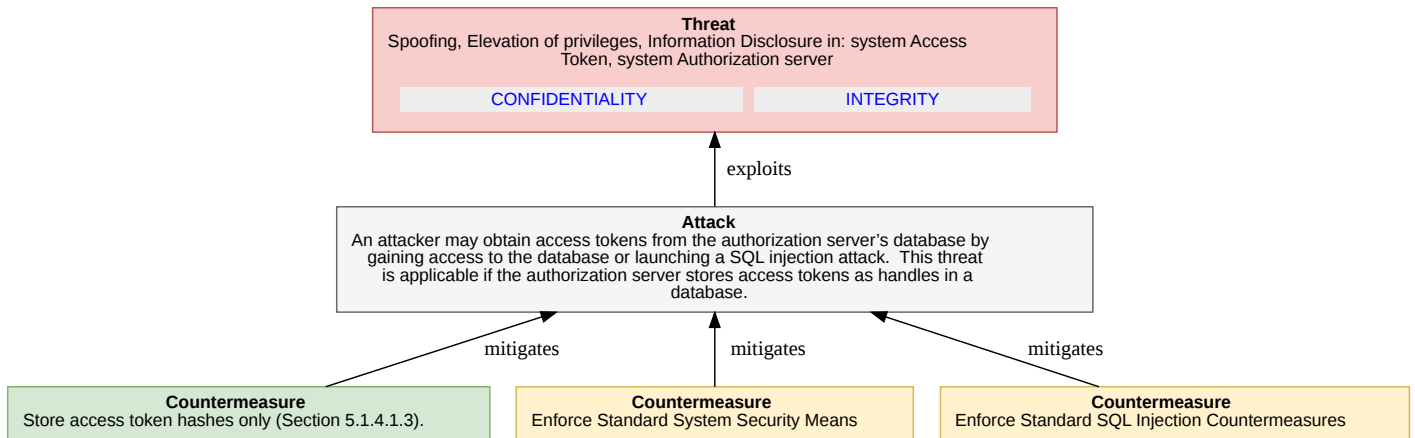 Threat
Spoofing, Elevation of privileges, Information Disclosure in: system Access
Token, system Authorization server
CONFIDENTIALITY
INTEGRITY
exploits
Attack
An attacker may obtain access tokens from the authorization server’s database by
gaining access to the database or launching a SQL injection attack.  This threat
is applicable if the authorization server stores access tokens as handles in a
database.
mitigates
mitigates
mitigates
Countermeasure
Store access token hashes only (Section 5.1.4.1.3).
Countermeasure
Enforce Standard System Security Means
Countermeasure
Enforce Standard SQL Injection Countermeasures